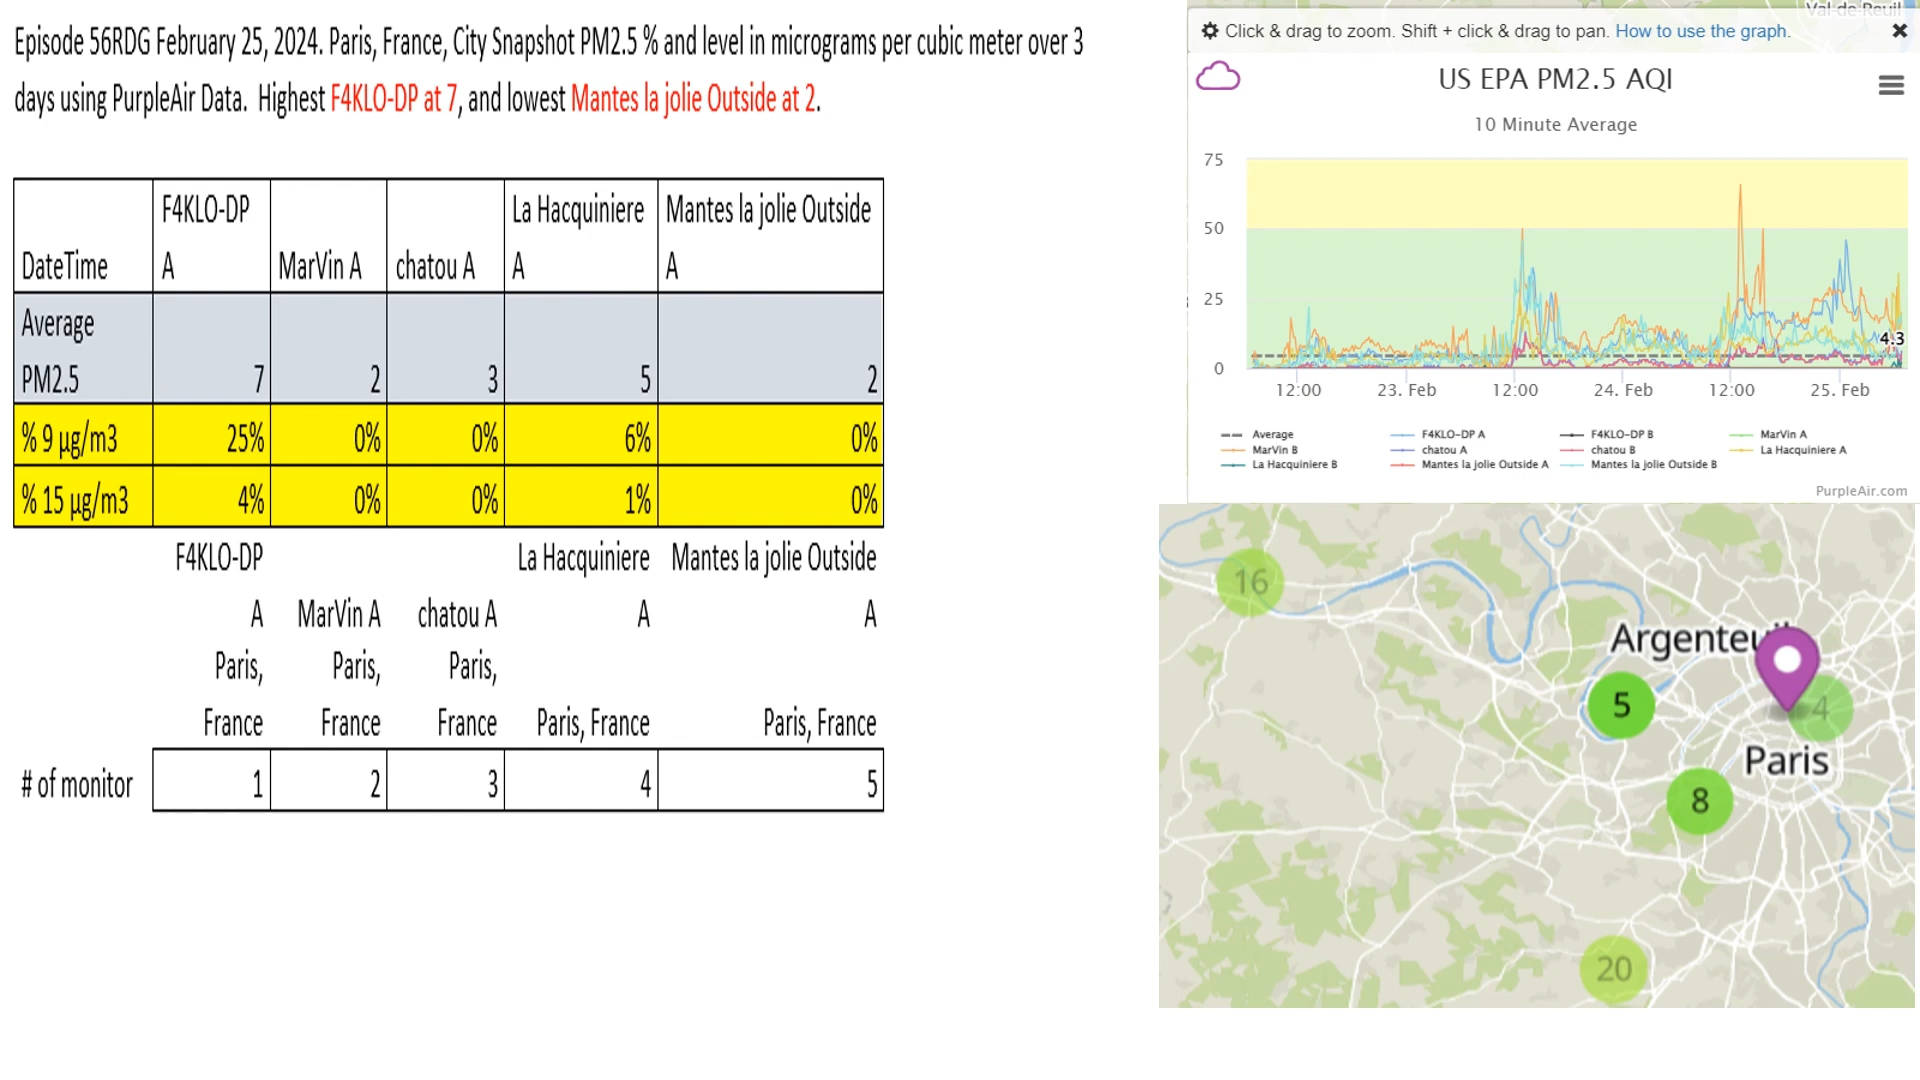 Episode 56RDG February 25, 2024. Paris, France, City Snapshot PM2.5 % and level in micrograms per cubic meter over 3
days using PurpleAir Data. Highest F4KLO-DP at 7, and lowest Mantes la jolie Outside at 2.
F4KLO-DP La Hacquiniere Mantes la jolie Outside
DateTime A MarVin A chatou A A A
Average
PM2.5 7 2 3 5 2
% 9 µg/m3 25% 0% 0% 6% 0%
% 15 µg/m3 4% 0% 0% 1% 0%
F4KLO-DP La Hacquiniere Mantes la jolie Outside
A MarVin A chatou A A A
Paris, Paris, Paris,
France France France Paris, France Paris, France
# of monitor 1 2 3 4 5
Val-de-Reuil
Click & drag to zoom. Shift + click & drag to pan. How to use the graph.
US EPA PM2.5 AQI
10 Minute Average
75
50
25
0
4.3
12:00 23. Feb 12:00 24. Feb 12:00 25. Feb
Average F4KLO-DP A F4KLO-DP B MarVin A
MarVin B chatou A chatou B La Hacquiniere A
La Hacquiniere B Mantes la jolie Outside A Mantes la jolie Outside B
PurpleAir.com
16
Argenteu
5
4
Paris
8
20